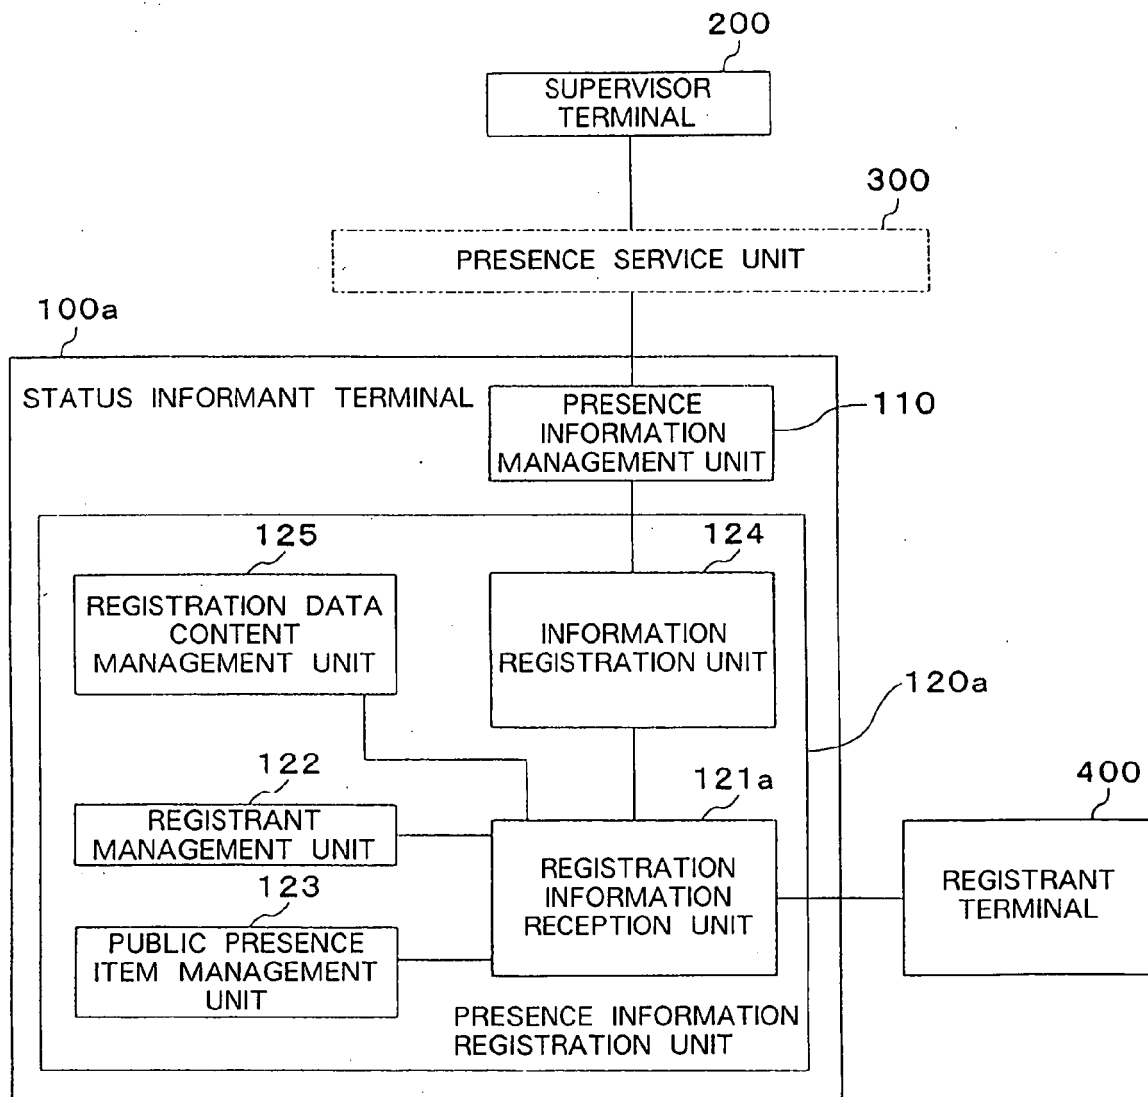 200
SUPERVISOR
TERMINAL
300
PRESENCE SERVICE UNIT
100a
STATUS INFORMANT TERMINAL
PRESENCE
INFORMATION
MANAGEMENT UNIT
110
125
124
REGISTRATION DATA
CONTENT
MANAGEMENT UNIT
INFORMATION
REGISTRATION UNIT
120a
122
121a
400
REGISTRANT
MANAGEMENT UNIT
REGISTRATION
INFORMATION
RECEPTION UNIT
REGISTRANT
TERMINAL
123
PUBLIC PRESENCE
ITEM MANAGEMENT
UNIT
PRESENCE INFORMATION
REGISTRATION UNIT